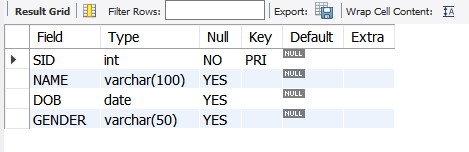 Result Grid Filter Rows: Export: Wrap Cell Content: IA
Field Type Null Key Default Extra
SID int NO PRI NULL
NAME varchar(100) YES NULL
DOB date YES NULL
GENDER varchar(50) YES NULL